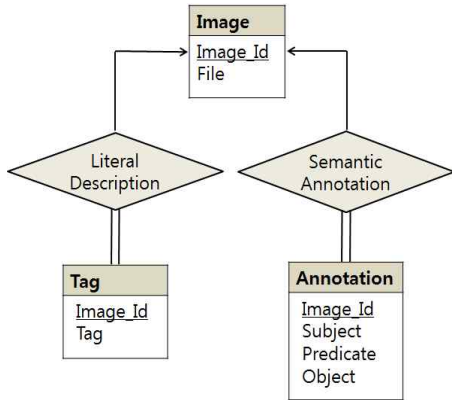 Image
Image_Id
File
Literal
Description
Semantic
Annotation
Tag
Image_Id
Tag
Annotation
Image_Id
Subject
Predicate
Object